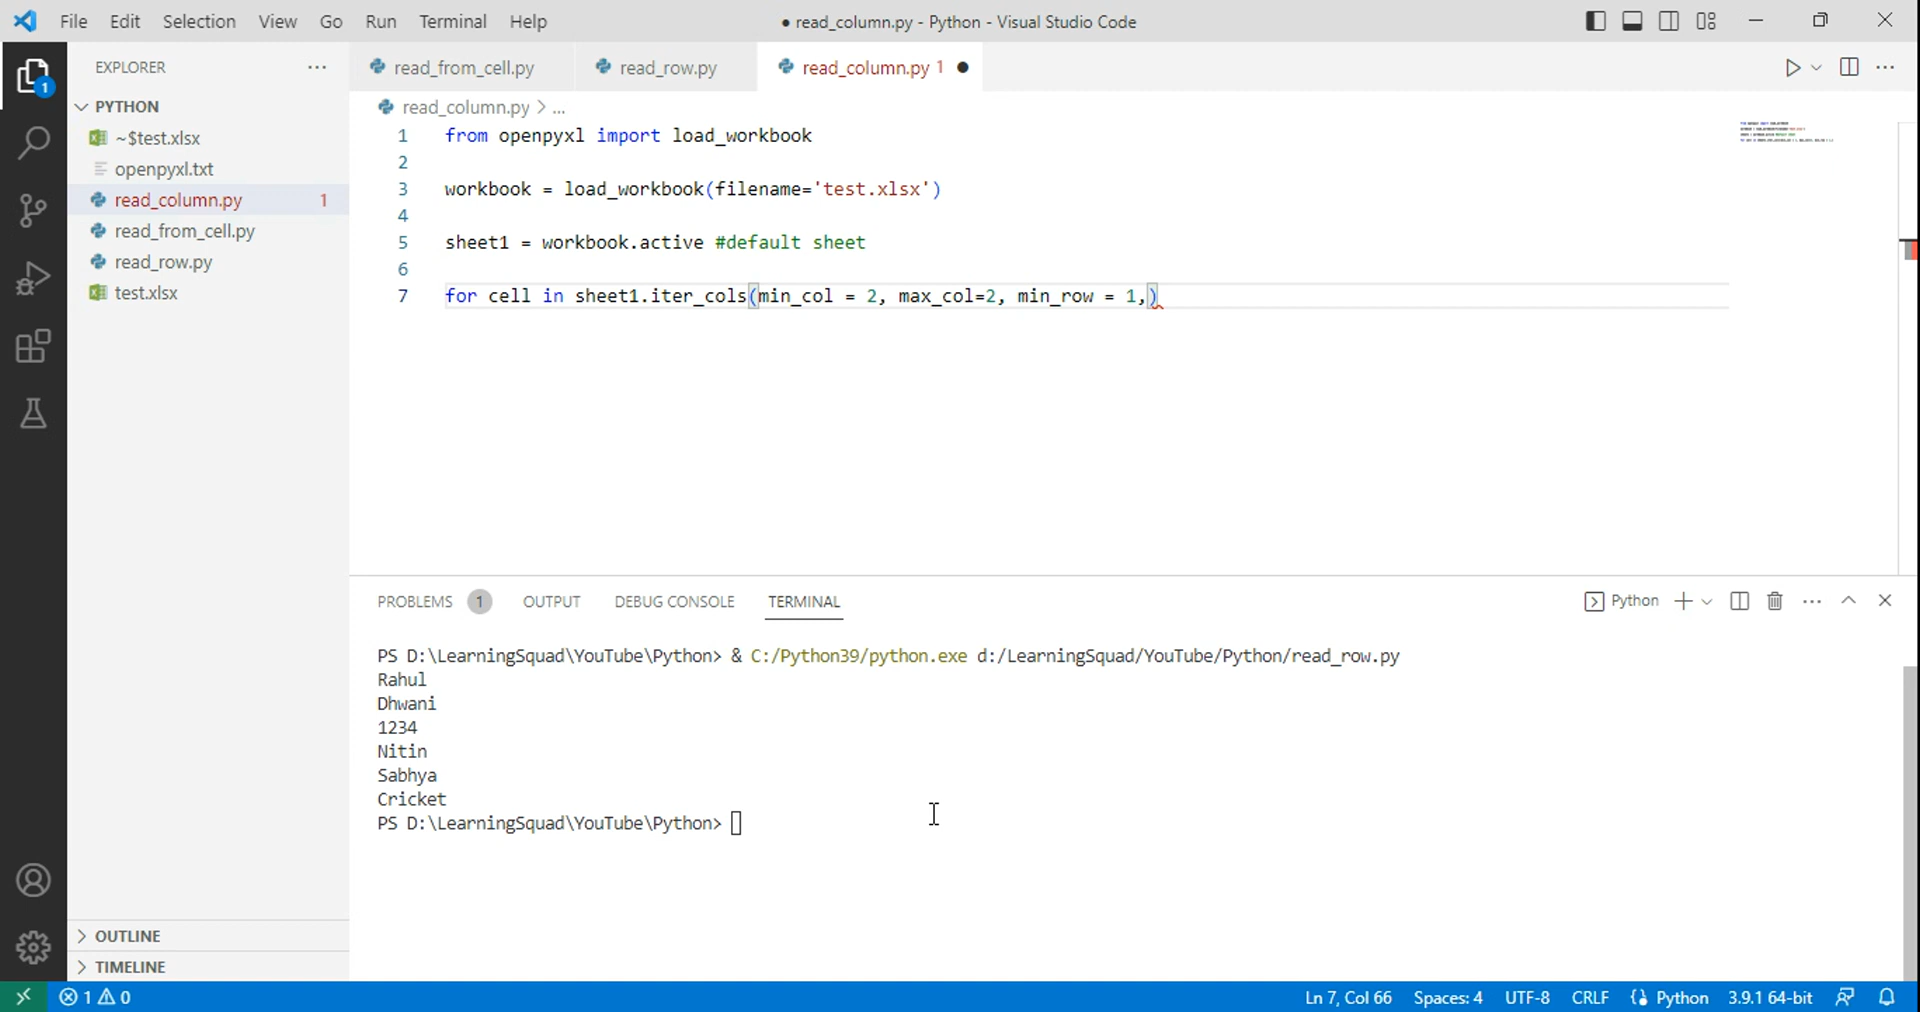 File Edit Selection View Go Run Terminal Help
● read_column.py - Python - Visual Studio Code
EXPLORER ...
read_from_cell.py read_row.py read_column.py 1 ●
PYTHON
~$test.xlsx
openpyxl.txt
read_column.py 1
read_from_cell.py
read_row.py
test.xlsx
OUTLINE
TIMELINE
1
read_column.py > ...
1 from openpyxl import load_workbook
2
3 workbook = load_workbook(filename='test.xlsx')
4
5 sheet1 = workbook.active #default sheet
6
7 for cell in sheet1.iter_cols(min_col = 2, max_col=2, min_row = 1,)
PROBLEMS 1 OUTPUT DEBUG CONSOLE TERMINAL
Python
PS D:\LearningSquad\YouTube\Python> & C:/Python39/python.exe d:/LearningSquad/YouTube/Python/read_row.py
Rahul
Dhwani
1234
Nitin
Sabhya
Cricket
PS D:\LearningSquad\YouTube\Python>
1 0
Ln 7, Col 66 Spaces: 4 UTF-8 CRLF Python 3.9.1 64-bit